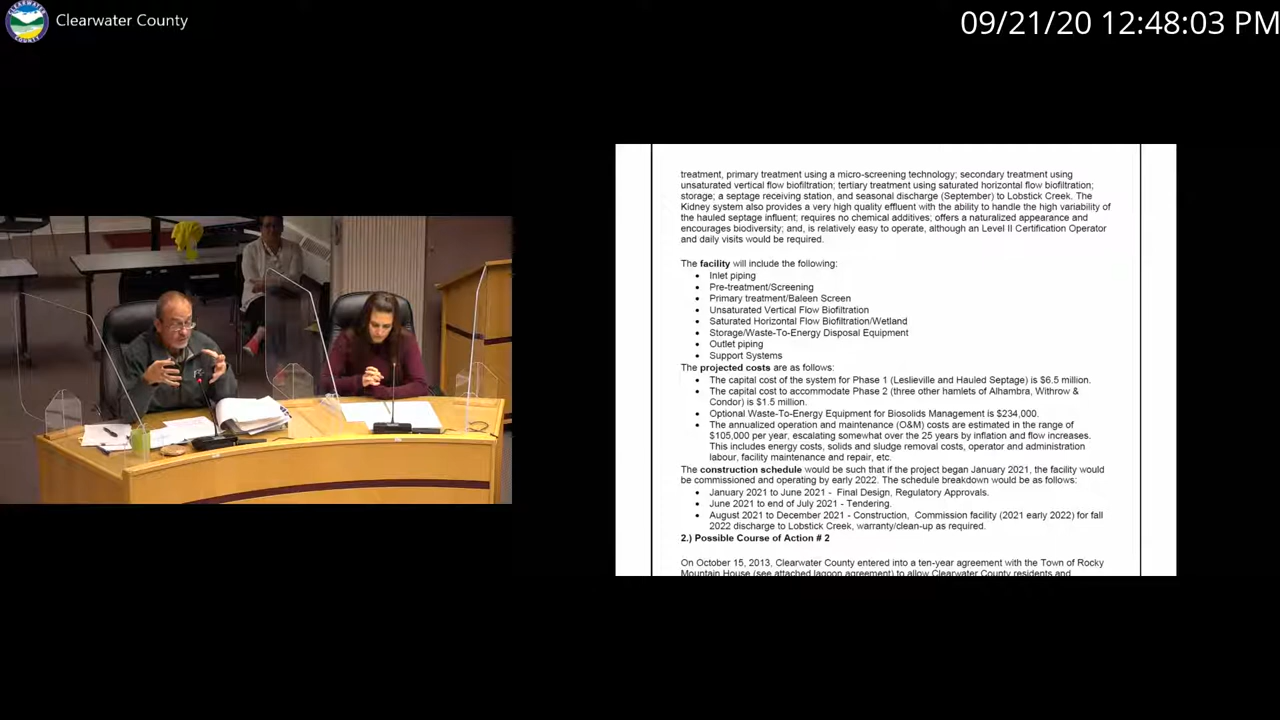 Clearwater County
09/21/20 12:48:03 PM
treatment, primary treatment using a micro-screening technology; secondary treatment using
unsaturated vertical flow biofiltration; tertiary treatment using saturated horizontal flow biofiltration;
storage; a septage receiving station, and seasonal discharge (September) to Lobstick Creek. The
Kidney system also provides a very high quality effluent with the ability to handle the high variability of
the hauled septage influent; requires no chemical additives; offers a naturalized appearance and
encourages biodiversity; and, is relatively easy to operate, although an Level II Certification Operator
and daily visits would be required.
The facility will include the following:
• Inlet piping
• Pre-treatment/Screening
• Primary treatment/Baleen Screen
• Unsaturated Vertical Flow Biofiltration
• Saturated Horizontal Flow Biofiltration/Wetland
• Storage/Waste-To-Energy Disposal Equipment
• Outlet piping
• Support Systems
The projected costs are as follows:
• The capital cost of the system for Phase 1 (Leslieville and Hauled Septage) is $6.5 million.
• The capital cost to accommodate Phase 2 (three other hamlets of Alhambra, Withrow &
Condor) is $1.5 million.
• Optional Waste-To-Energy Equipment for Biosolids Management is $234,000.
• The annualized operation and maintenance (O&M) costs are estimated in the range of
$105,000 per year, escalating somewhat over the 25 years by inflation and flow increases.
This includes energy costs, solids and sludge removal costs, operator and administration
labour, facility maintenance and repair, etc.
The construction schedule would be such that if the project began January 2021, the facility would
be commissioned and operating by early 2022. The schedule breakdown would be as follows:
• January 2021 to June 2021 - Final Design, Regulatory Approvals.
• June 2021 to end of July 2021 - Tendering.
• August 2021 to December 2021 - Construction, Commission facility (2021 early 2022) for fall
2022 discharge to Lobstick Creek, warranty/clean-up as required.
2.) Possible Course of Action # 2
On October 15, 2013, Clearwater County entered into a ten-year agreement with the Town of Rocky
Mountain House (see attached lagoon agreement) to allow Clearwater County residents and